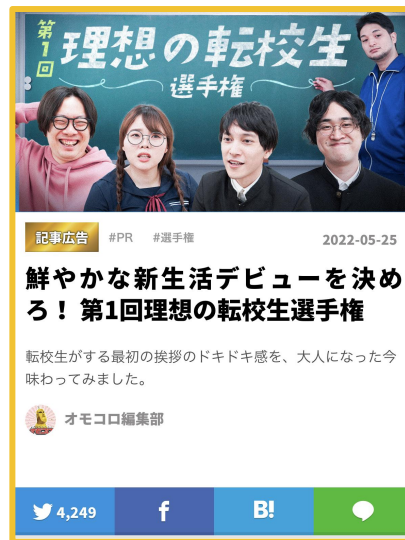 第1回
理想の転校生
選手権
記事広告 #PR #選手権 2022-05-25
鮮やかな新生活デビューを決め
ろ！ 第1回理想の転校生選手権
転校生がする最初の挨拶のドキドキ感を、大人になった今
味わってみました。
オモコロ編集部
4,249 f B!